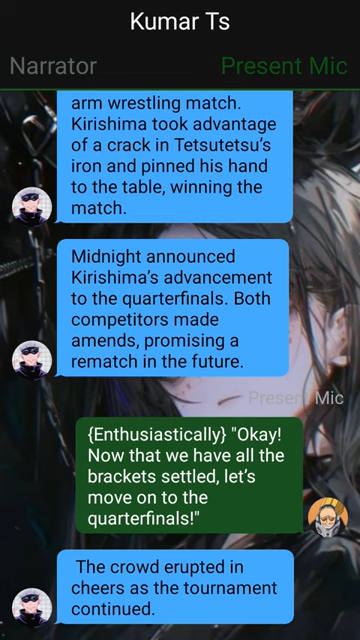 Kumar Ts
Narrator
Present Mic
arm wrestling match.
Kirishima took advantage
of a crack in Tetsutetsu’s
iron and pinned his hand
to the table, winning the
match.
Midnight announced
Kirishima’s advancement
to the quarterfinals. Both
competitors made
amends, promising a
rematch in the future.
Present Mic
{Enthusiastically} "Okay!
Now that we have all the
brackets settled, let’s
move on to the
quarterfinals!"
The crowd erupted in
cheers as the tournament
continued.